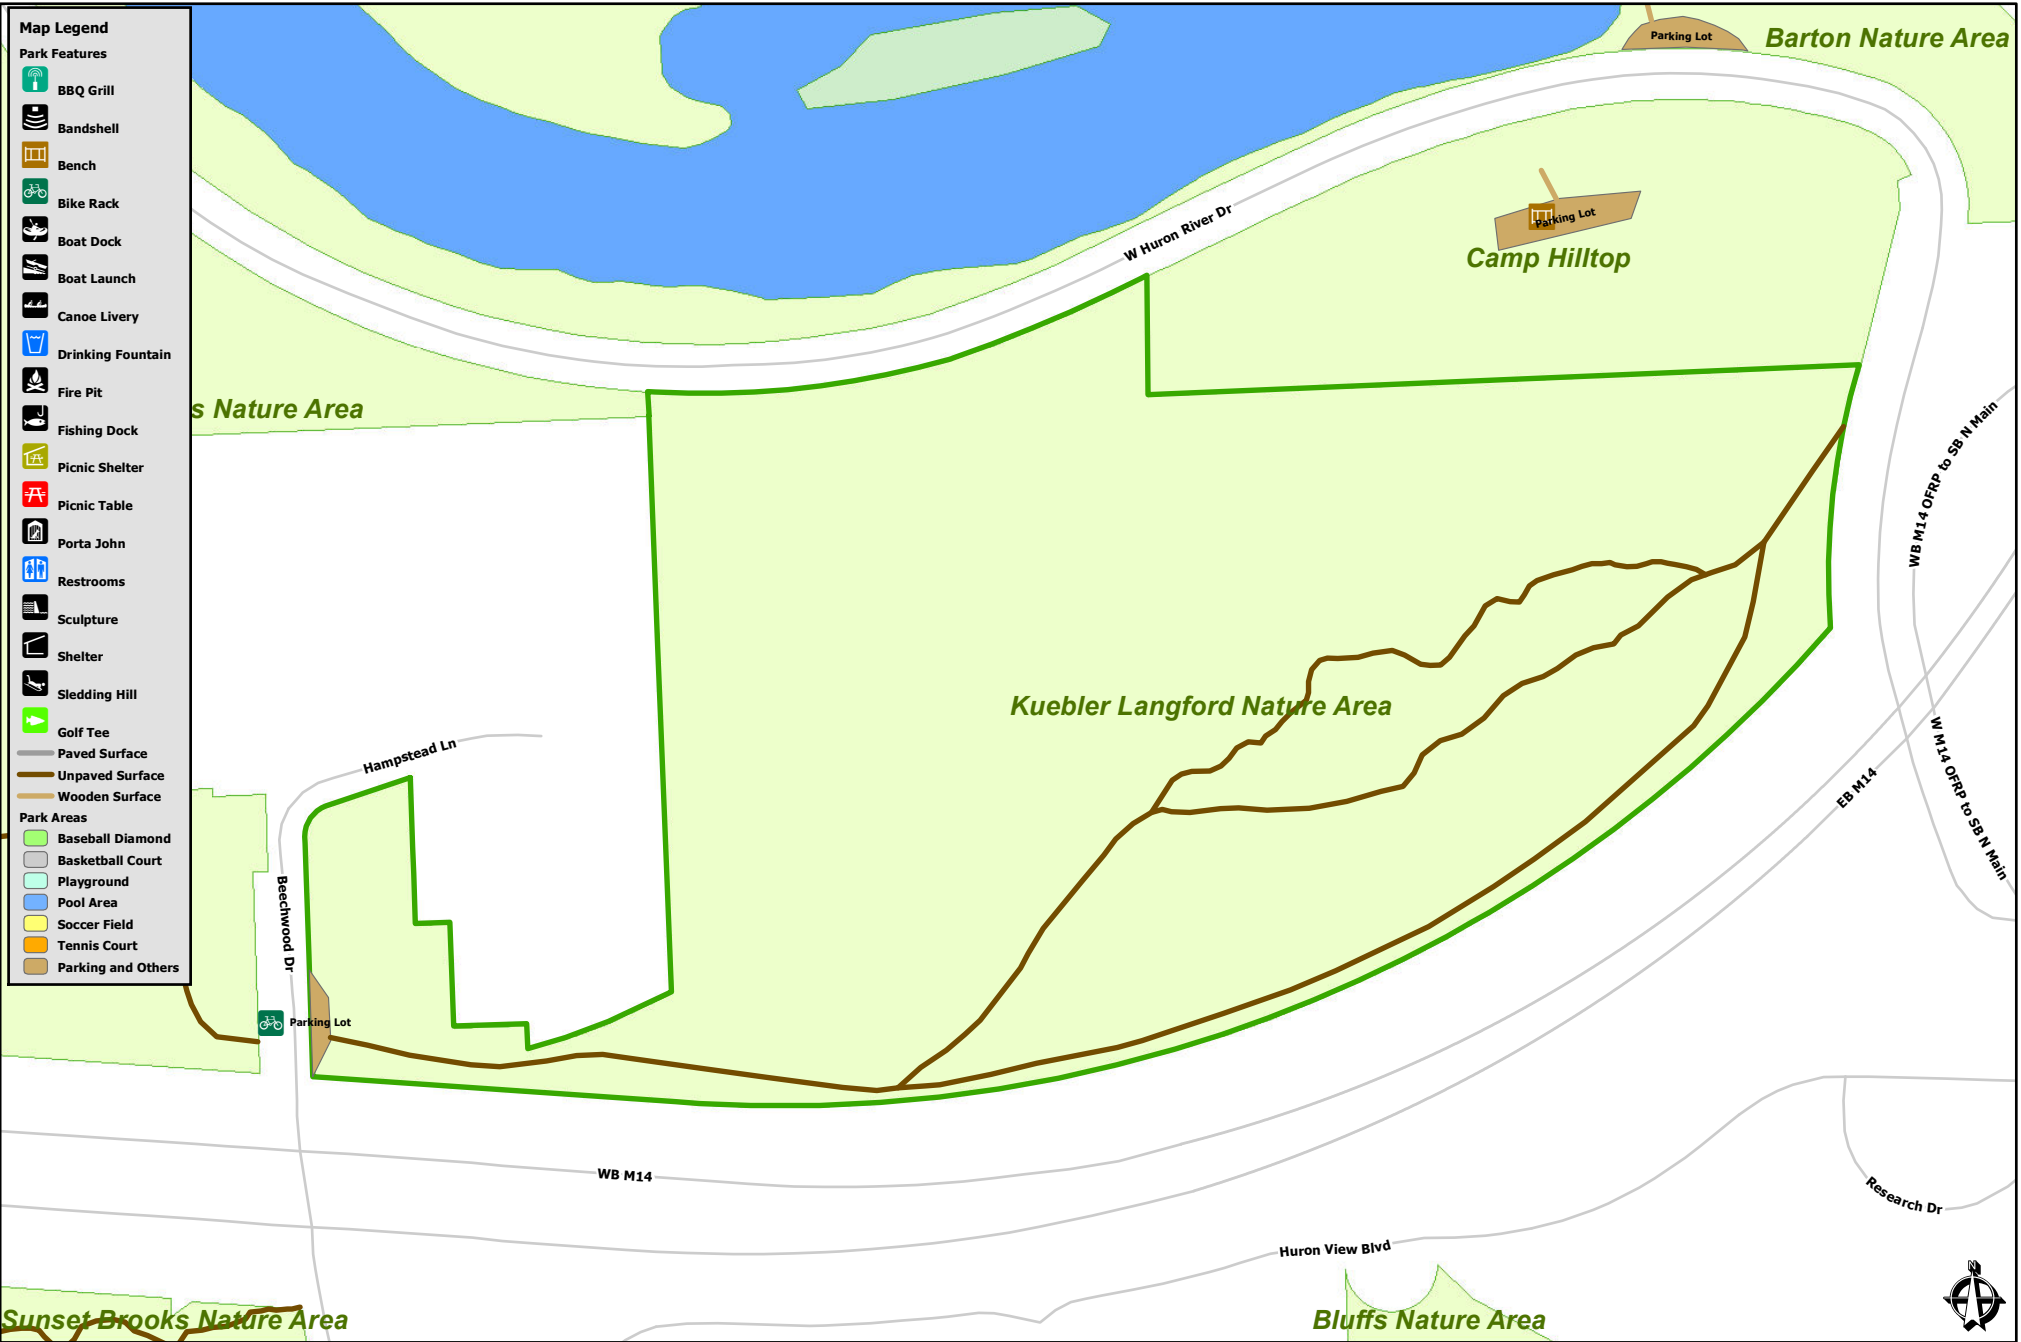 Map Legend
Park Features
BBQ Grill
Bandshell
Bench
Bike Rack
Boat Dock
Boat Launch
Canoe Livery
Drinking Fountain
Fire Pit
Fishing Dock
Picnic Shelter
Picnic Table
Porta John
Restrooms
Sculpture
Shelter
Sledding Hill
Golf Tee
Paved Surface
Unpaved Surface
Wooden Surface
Park Areas
Baseball Diamond
Basketball Court
Playground
Pool Area
Soccer Field
Tennis Court
Parking and Others
Parking Lot
Barton Nature Area
W Huron River Dr
Parking Lot
Camp Hilltop
s Nature Area
WB M14 OFRP to SB N Main
Kuebler Langford Nature Area
Hampstead Ln
W M14 OFRP to SB N Main
EB M14
Beechwood Dr
Parking Lot
WB M14
Research Dr
Huron View Blvd
Sunset Brooks Nature Area
Bluffs Nature Area
N